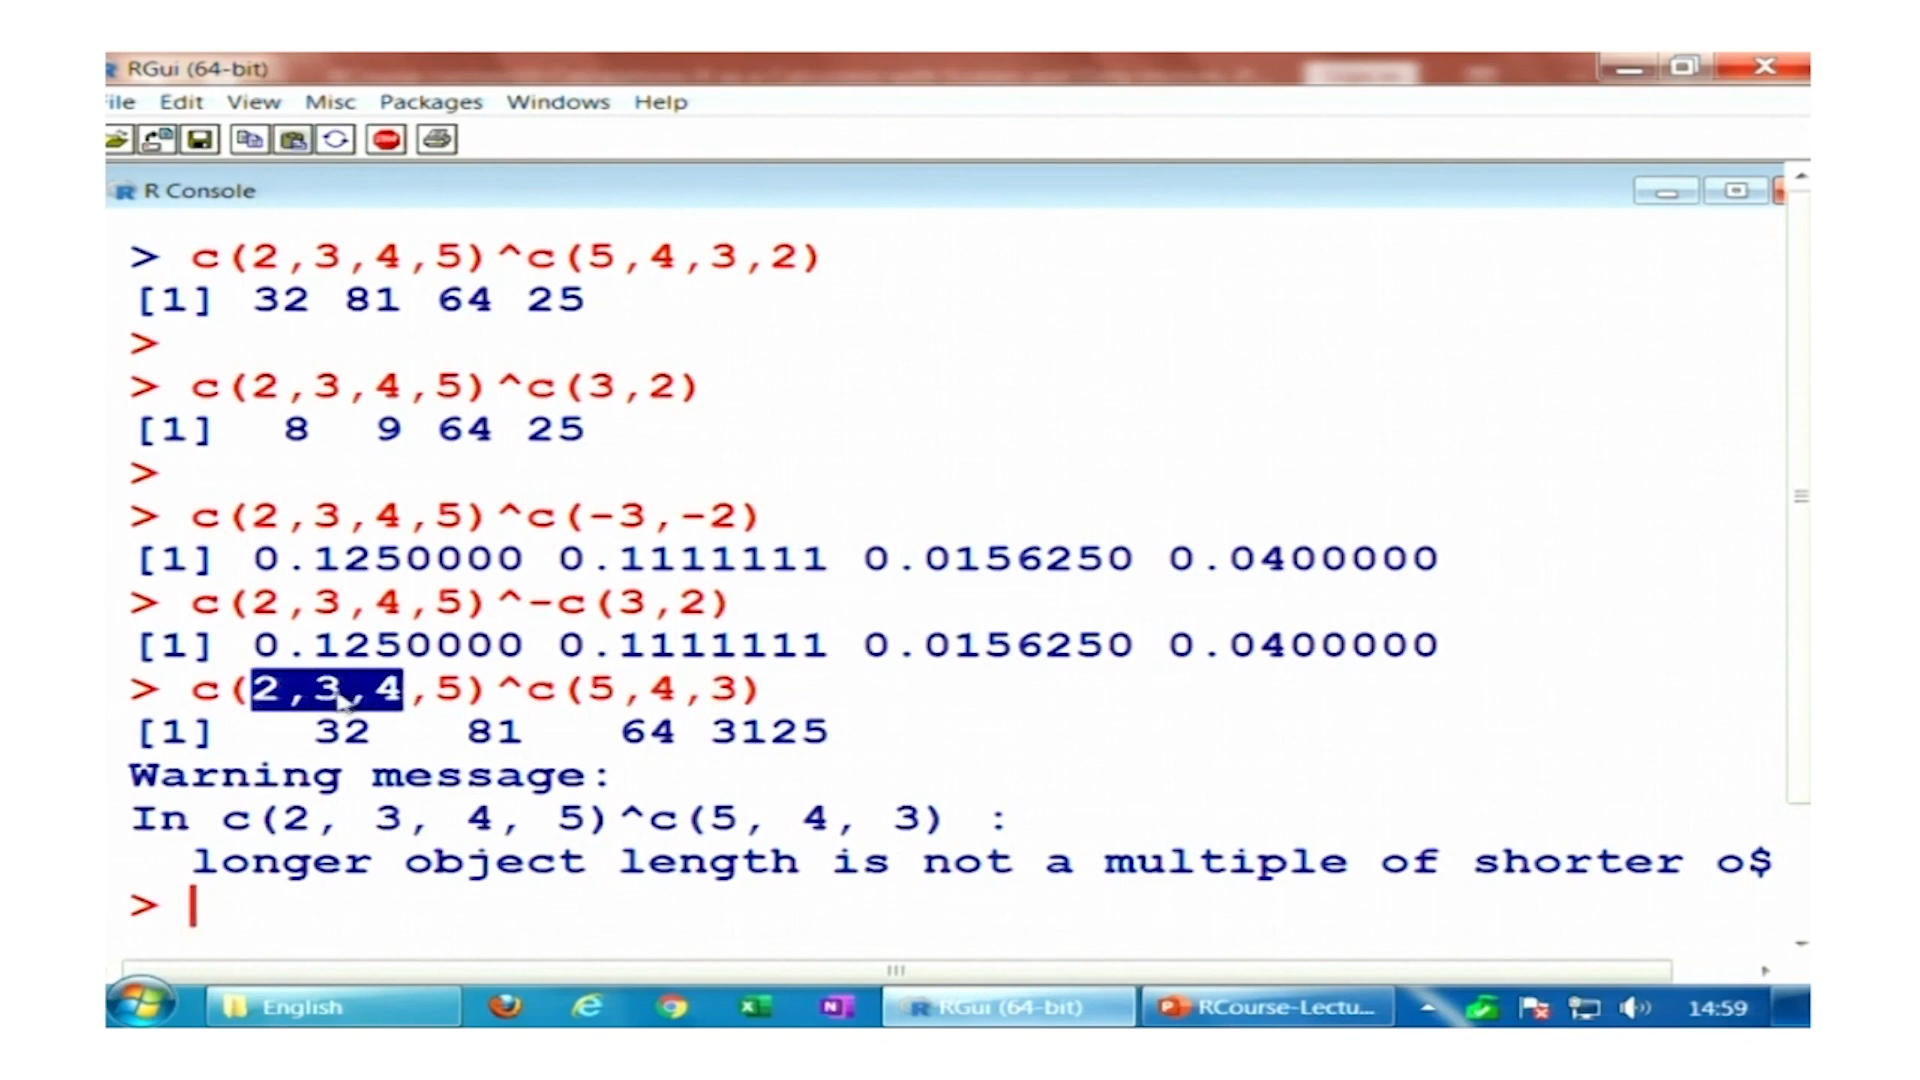 RGui (64-bit)
File Edit View Misc Packages Windows Help
R Console
> c(2,3,4,5)^c(5,4,3,2)
[1] 32 81 64 25
>
> c(2,3,4,5)^c(3,2)
[1] 8 9 64 25
>
> c(2,3,4,5)^c(-3,-2)
[1] 0.1250000 0.1111111 0.0156250 0.0400000
> c(2,3,4,5)^-c(3,2)
[1] 0.1250000 0.1111111 0.0156250 0.0400000
> c(2,3,4,5)^c(5,4,3)
[1] 32 81 64 3125
Warning message:
In c(2, 3, 4, 5)^c(5, 4, 3) :
longer object length is not a multiple of shorter o$
>
English RGui (64-bit) RCourse-Lectu... 14:59